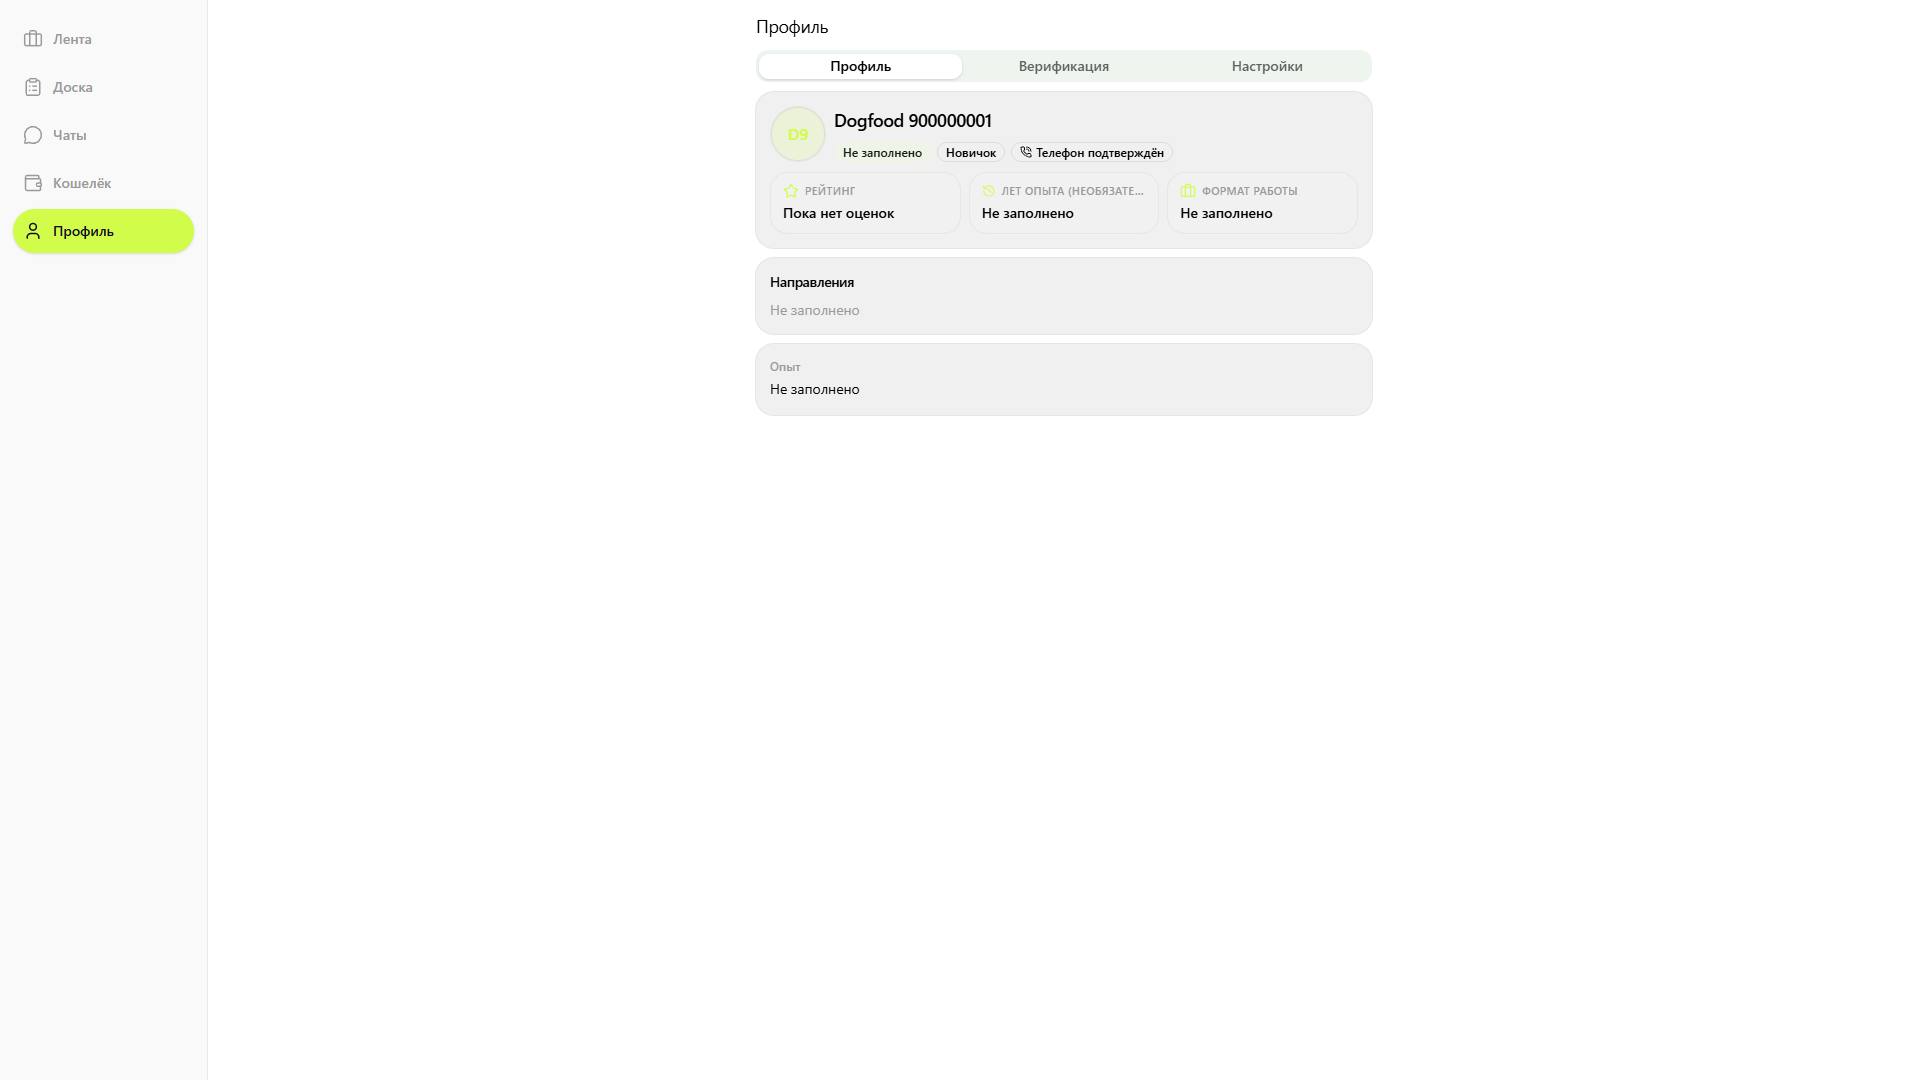 Лента
Доска
Чаты
Кошелёк
Профиль
Профиль
Профиль Верификация Настройки
D9
Dogfood 900000001
Не заполнено Новичок Телефон подтверждён
РЕЙТИНГ
Пока нет оценок
ЛЕТ ОПЫТА (НЕОБЯЗАТЕ...
Не заполнено
ФОРМАТ РАБОТЫ
Не заполнено
Направления
Не заполнено
Опыт
Не заполнено